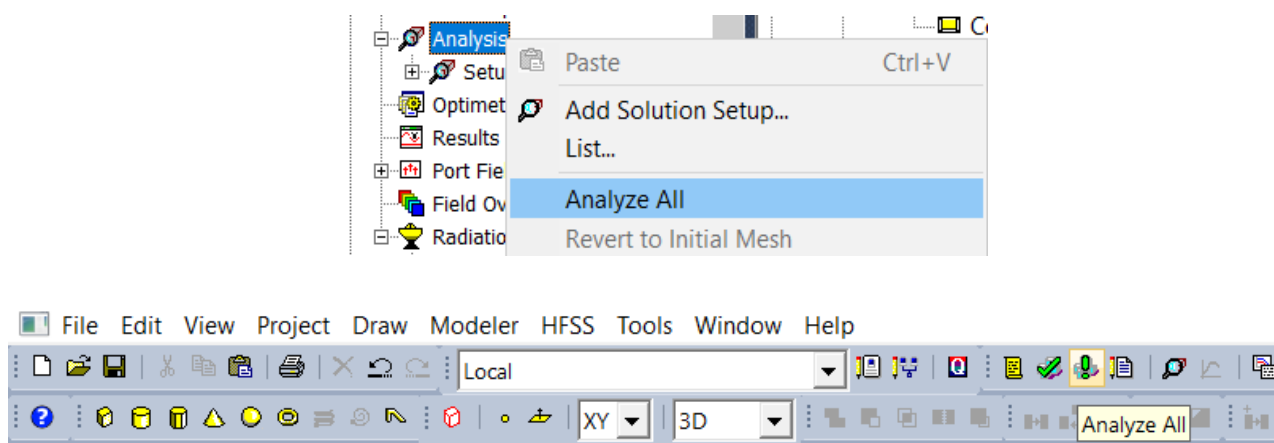 Analysis
Paste Ctrl+V
Setu
Optimet
Add Solution Setup...
Results
List...
Port Fie
Field Ov
Analyze All
Radiatio
Revert to Initial Mesh
File Edit View Project Draw Modeler HFSS Tools Window Help
Local
XY 3D
Analyze All